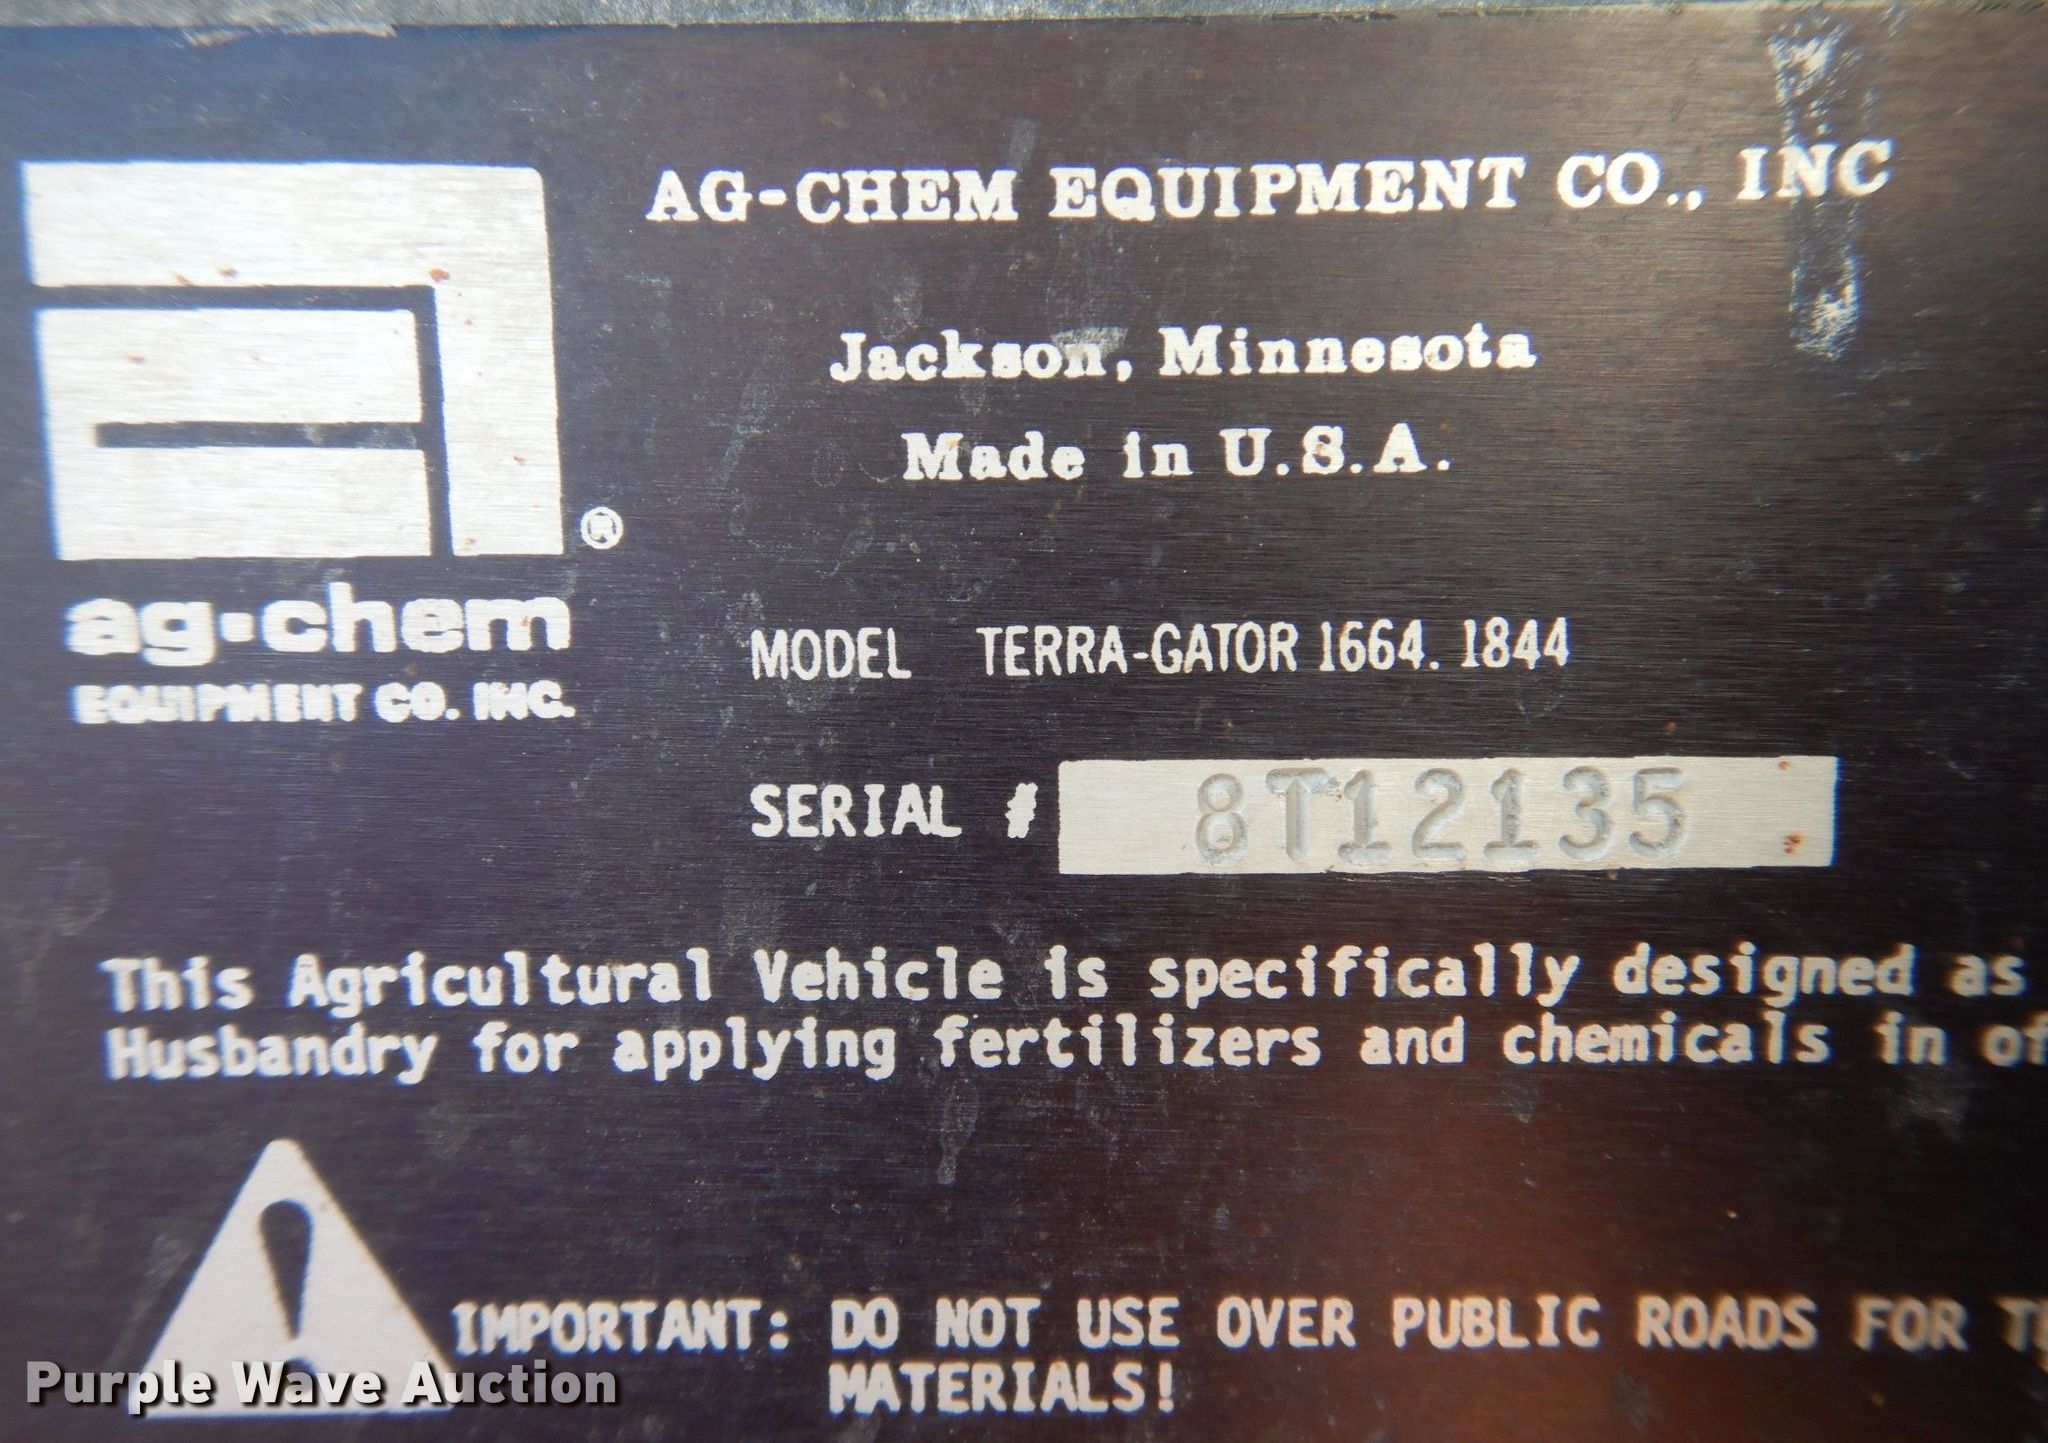 AG-CHEM EQUIPMENT CO., INC
Jackson, Minnesota
Made in U.S.A.
®
ag-chem
EQUIPMENT CO. INC.
MODEL TERRA-GATOR 1664. 1844
SERIAL # 8T12135
This Agricultural Vehicle is specifically designed as
Husbandry for applying fertilizers and chemicals in of
IMPORTANT: DO NOT USE OVER PUBLIC ROADS FOR
MATERIALS!
Purple Wave Auction